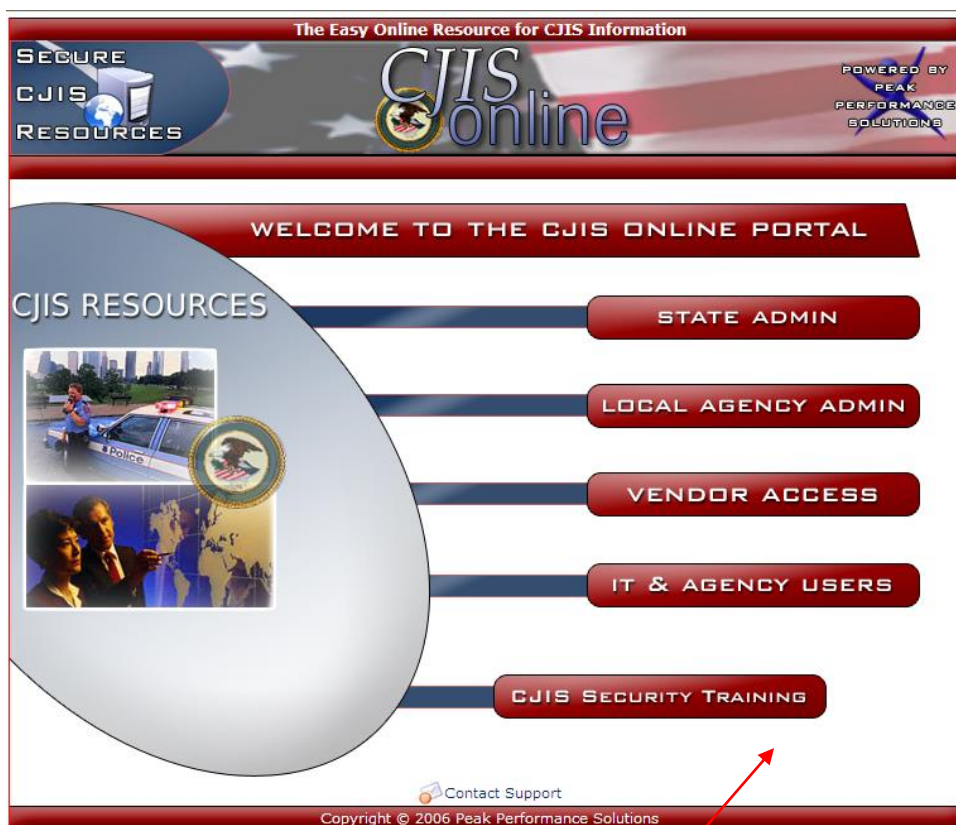 The Easy Online Resource for CJIS Information
SECURE
CJIS
RESOURCES
CJIS
online
POWERED BY
PEAK
PERFORMANCE
SOLUTIONS
WELCOME TO THE CJIS ONLINE PORTAL
CJIS RESOURCES
Police
STATE ADMIN
LOCAL AGENCY ADMIN
VENDOR ACCESS
IT & AGENCY USERS
CJIS SECURITY TRAINING
Contact Support
Copyright © 2006 Peak Performance Solutions